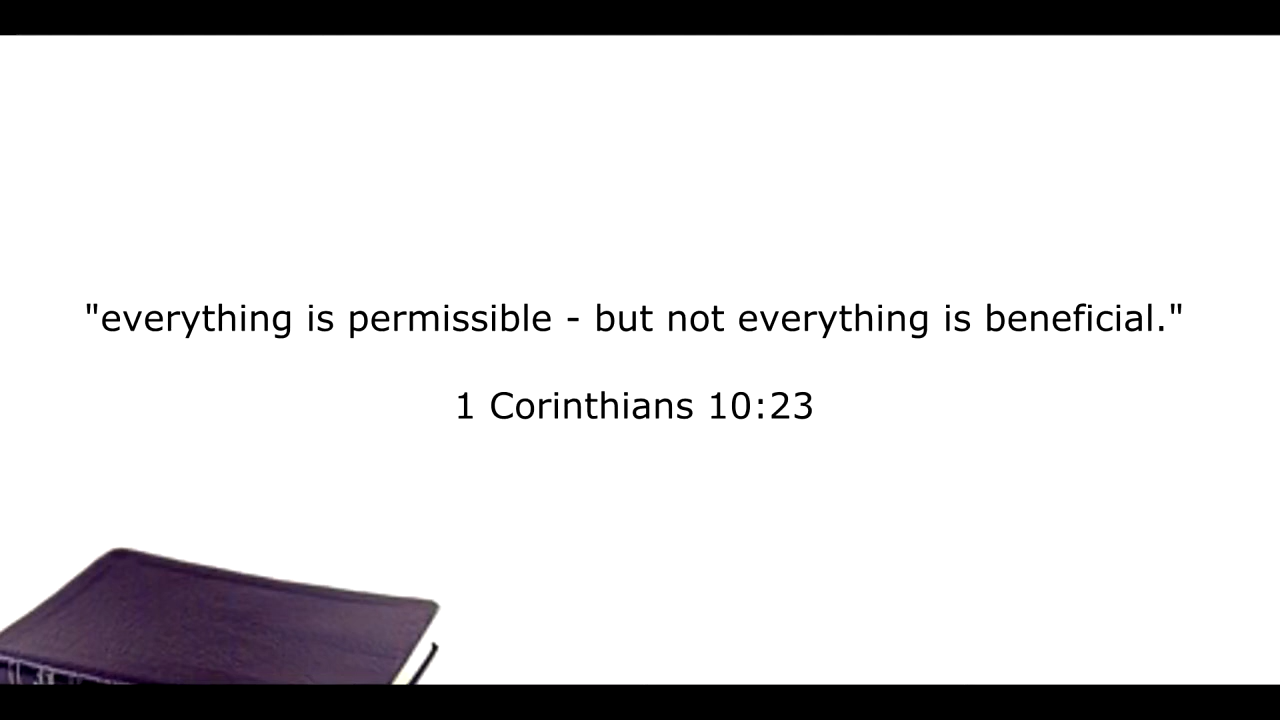 "everything is permissible - but not everything is beneficial."
1 Corinthians 10:23